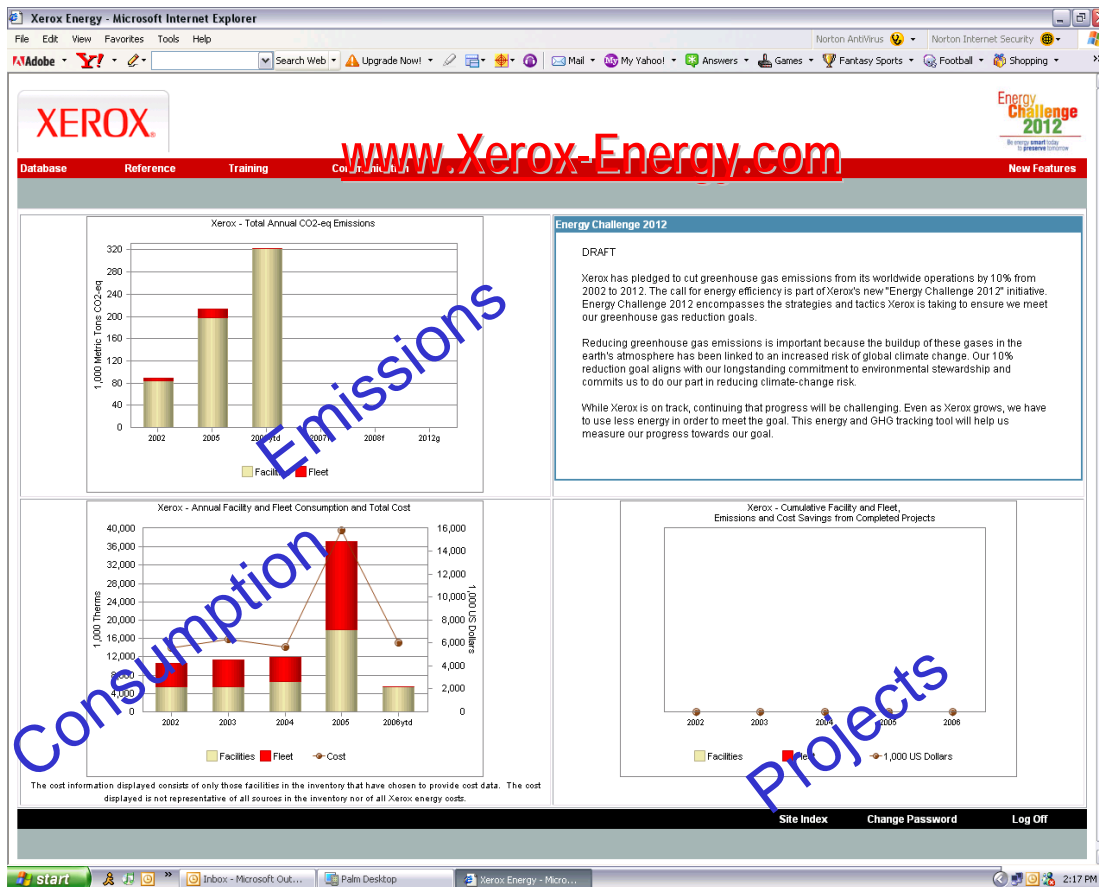 Xerox Energy - Microsoft Internet Explorer
File Edit View Favorites Tools Help
Norton AntiVirus Norton Internet Security
Adobe Y! Search Web Upgrade Now! Mail My Yahoo! Answers Games Fantasy Sports Football Shopping »
XEROX.
Energy
Challenge
2012
Be energy smart today
to preserve tomorrow
www.Xerox-Energy.com
Database Reference Training New Features
Xerox - Total Annual CO2-eq Emissions
1,000 Metric Tons CO2-eq
320
280
240
200
160
120
80
40
0
2002 2005 2008f 2012g
Fleet
Emissions
Energy Challenge 2012
DRAFT
Xerox has pledged to cut greenhouse gas emissions from its worldwide operations by 10% from
2002 to 2012. The call for energy efficiency is part of Xerox's new "Energy Challenge 2012" initiative.
Energy Challenge 2012 encompasses the strategies and tactics Xerox is taking to ensure we meet
our greenhouse gas reduction goals.
Reducing greenhouse gas emissions is important because the buildup of these gases in the
earth's atmosphere has been linked to an increased risk of global climate change. Our 10%
reduction goal aligns with our longstanding commitment to environmental stewardship and
commits us to do our part in reducing climate-change risk.
While Xerox is on track, continuing that progress will be challenging. Even as Xerox grows, we have
to use less energy in order to meet the goal. This energy and GHG tracking tool will help us
measure our progress towards our goal.
Xerox - Annual Facility and Fleet Consumption and Total Cost
1,000 Therms
40,000
36,000
32,000
28,000
24,000
20,000
16,000
12,000
8,000
4,000
0
16,000
14,000
12,000
10,000
8,000
6,000
4,000
2,000
0
1,000 US Dollars
2002 2003 2004 2005 2006ytd
Facilities Fleet Cost
Consumption
The cost information displayed consists of only those facilities in the inventory that have chosen to provide cost data. The cost
displayed is not representative of all sources in the inventory nor of all Xerox energy costs.
Xerox - Cumulative Facility and Fleet,
Emissions and Cost Savings from Completed Projects
2002 2003 2004 2005 2006
Facilities Fleet 1,000 US Dollars
Projects
Site Index Change Password Log Off
start » Inbox - Microsoft Out... Palm Desktop Xerox Energy - Micro... 2:17 PM